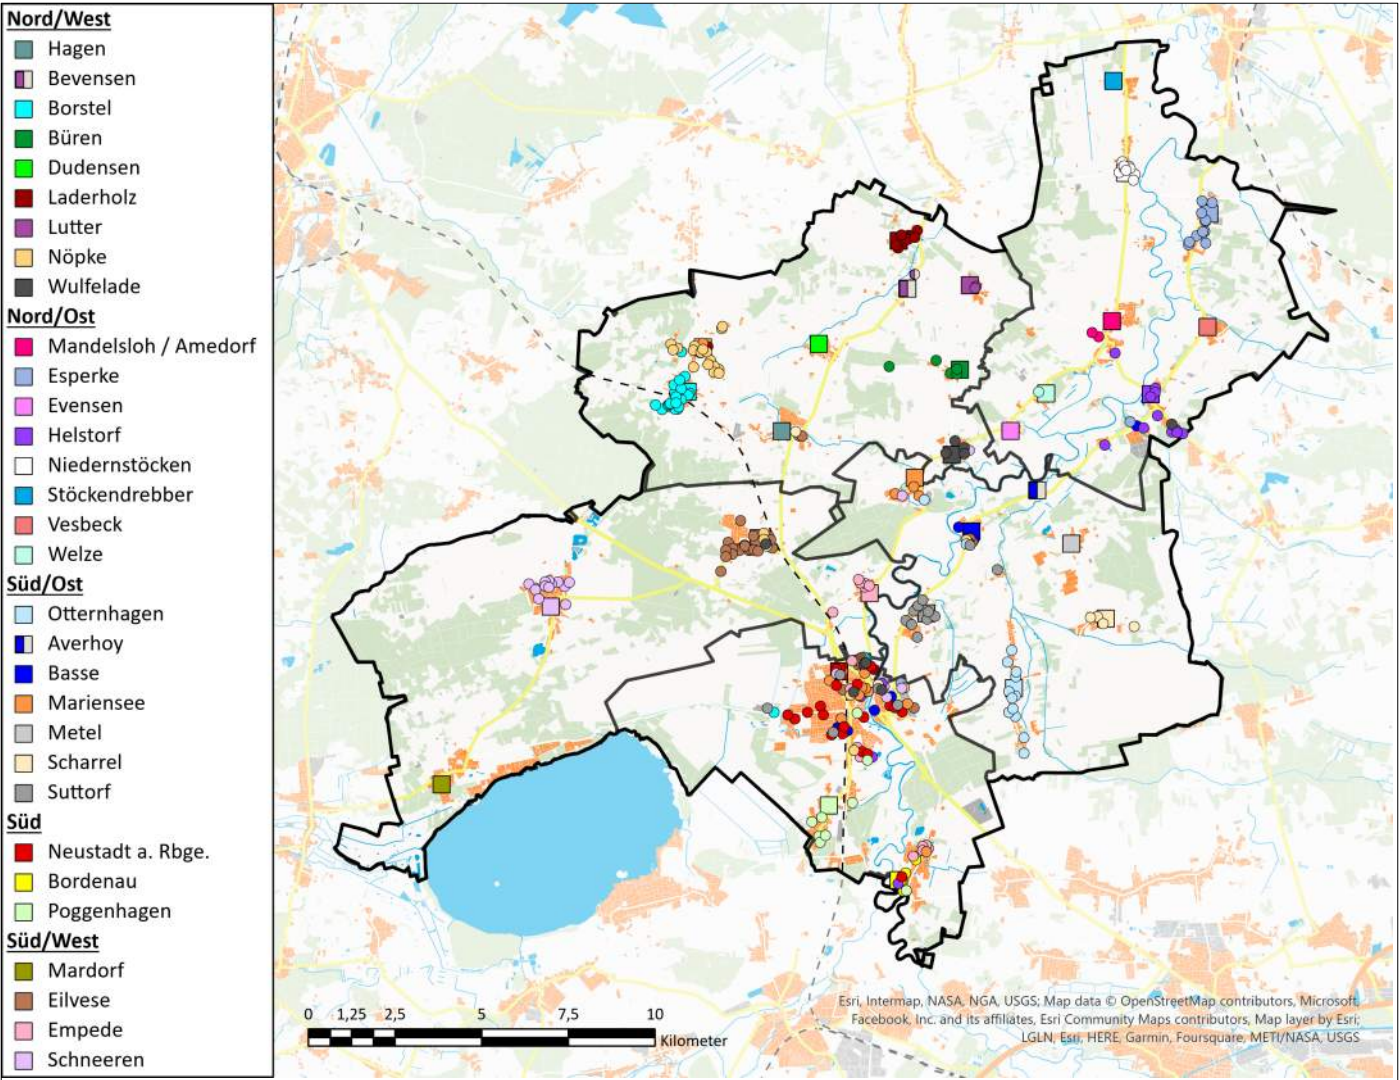 Nord/West
Hagen
Bevensen
Borstel
Büren
Dudensen
Laderholz
Lutter
Nöpke
Wulfelade
Nord/Ost
Mandelsloh / Amedorf
Esperke
Evensen
Helstorf
Niedernstöcken
Stöckendrebber
Vesbeck
Welze
Süd/Ost
Otternhagen
Averhoy
Basse
Mariensee
Metel
Scharrel
Suttorf
Süd
Neustadt a. Rbge.
Bordenau
Poggenhagen
Süd/West
Mardorf
Eilvese
Empede
Schneeren
0 1,25 2,5 5 7,5 10
Kilometer
Esri, Intermap, NASA, NGA, USGS; Map data © OpenStreetMap contributors, Microsoft,
Facebook, Inc. and its affiliates, Esri Community Maps contributors, Map layer by Esri;
LGLN, Esri, HERE, Garmin, Foursquare, METI/NASA, USGS